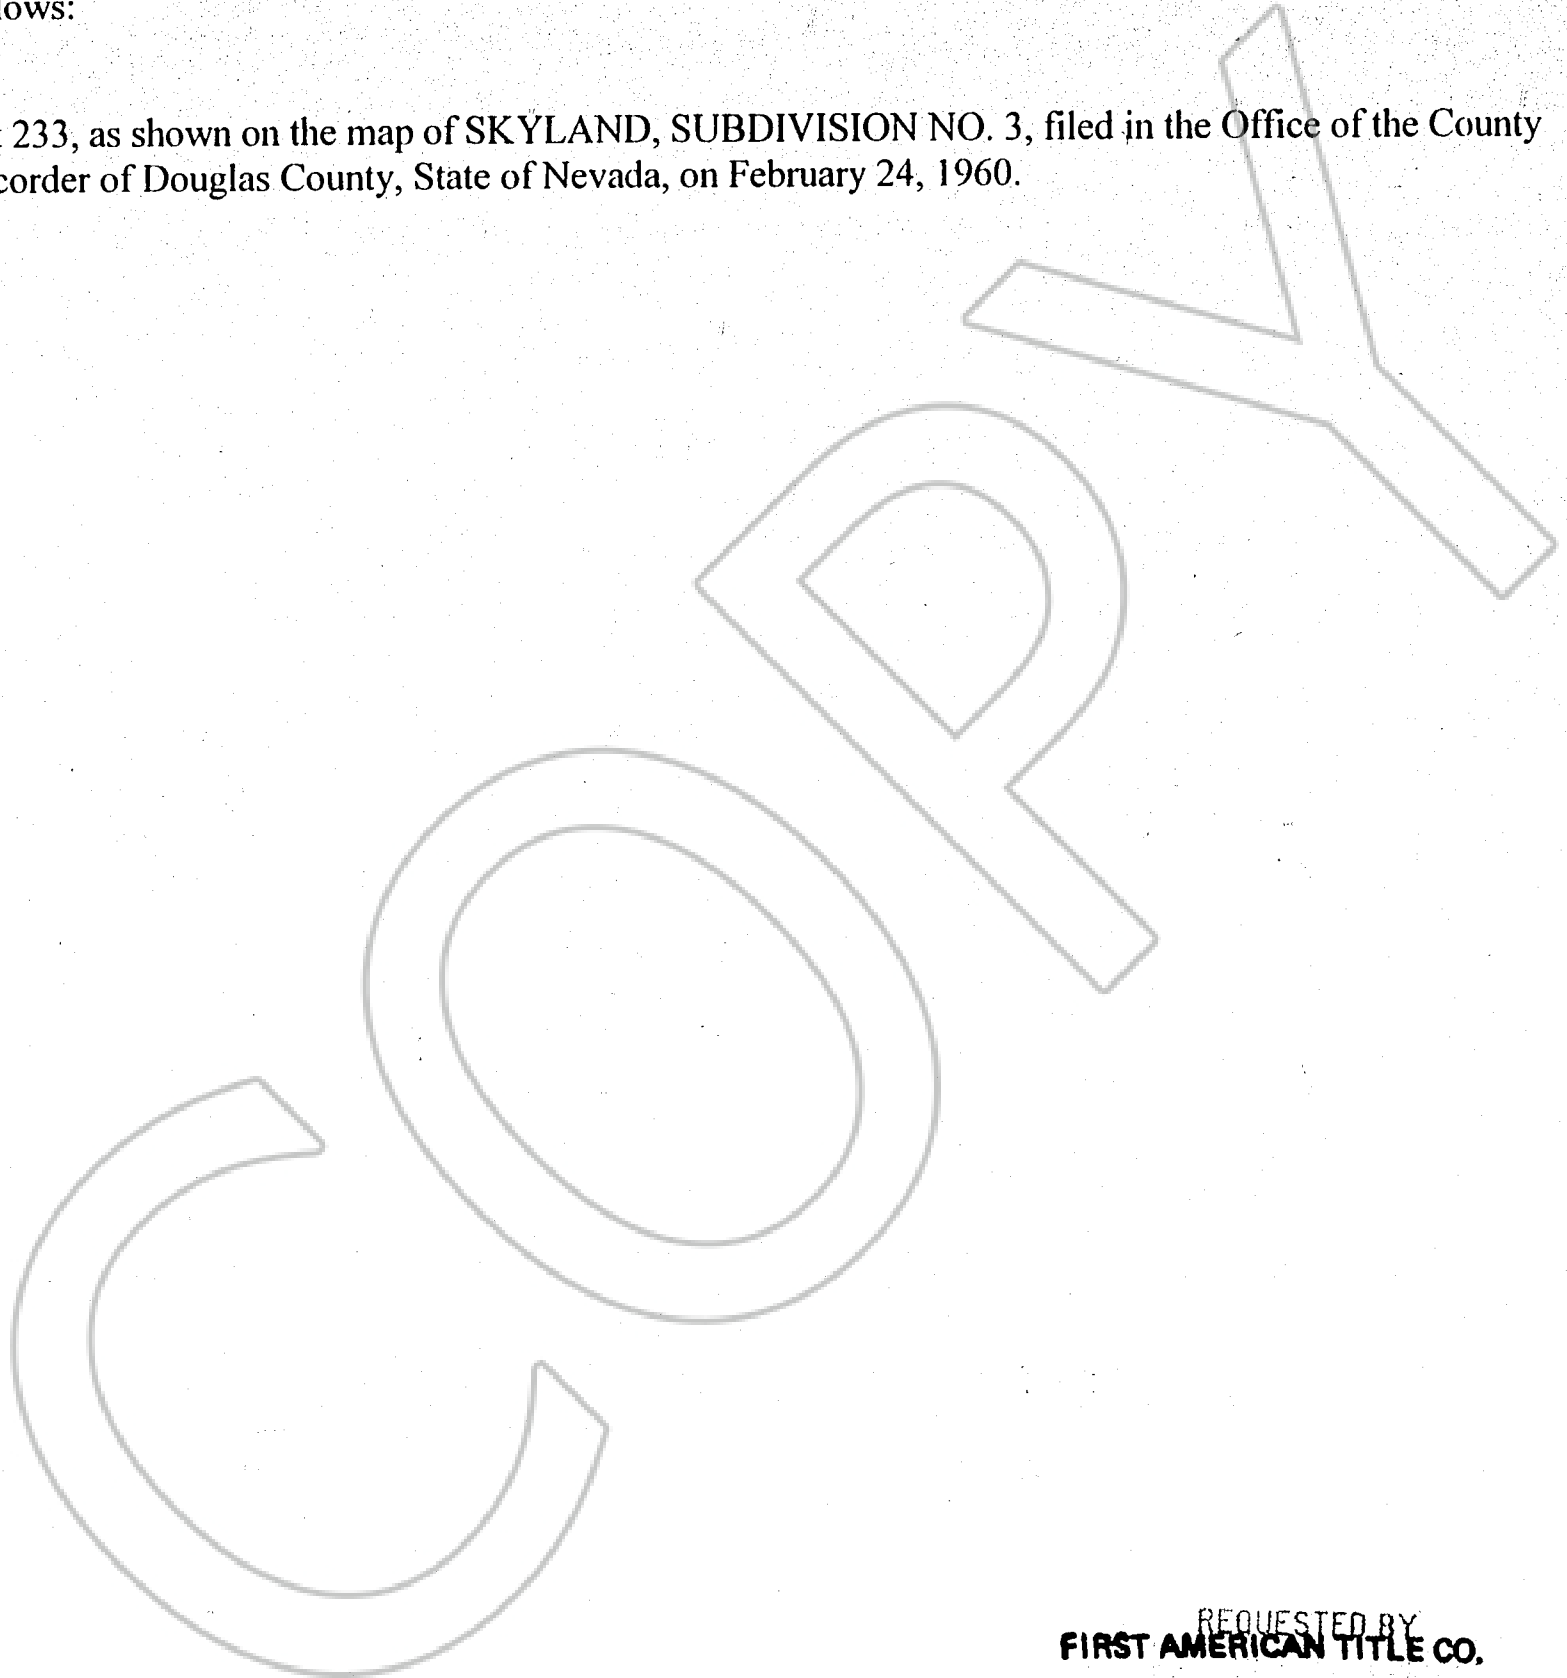 lows:
233, as shown on the map of SKYLAND, SUBDIVISION NO. 3, filed in the Office of the County
corder of Douglas County, State of Nevada, on February 24, 1960.
COPY
REQUESTED BY
FIRST AMERICAN TITLE CO.